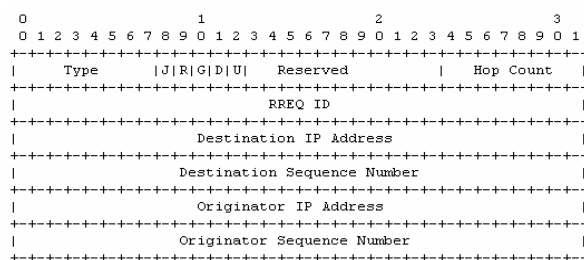 0                   1                   2                   3
0 1 2 3 4 5 6 7 8 9 0 1 2 3 4 5 6 7 8 9 0 1 2 3 4 5 6 7 8 9 0 1
+-+-+-+-+-+-+-+-+-+-+-+-+-+-+-+-+-+-+-+-+-+-+-+-+-+-+-+-+-+-+-+-
| Type |J|R|G|D|U| Reserved | Hop Count |
+-+-+-+-+-+-+-+-+-+-+-+-+-+-+-+-+-+-+-+-+-+-+-+-+-+-+-+-+-+-+-+-
| RREQ ID |
+-+-+-+-+-+-+-+-+-+-+-+-+-+-+-+-+-+-+-+-+-+-+-+-+-+-+-+-+-+-+-+-
| Destination IP Address |
+-+-+-+-+-+-+-+-+-+-+-+-+-+-+-+-+-+-+-+-+-+-+-+-+-+-+-+-+-+-+-+-
| Destination Sequence Number |
+-+-+-+-+-+-+-+-+-+-+-+-+-+-+-+-+-+-+-+-+-+-+-+-+-+-+-+-+-+-+-+-
| Originator IP Address |
+-+-+-+-+-+-+-+-+-+-+-+-+-+-+-+-+-+-+-+-+-+-+-+-+-+-+-+-+-+-+-+-
| Originator Sequence Number |
+-+-+-+-+-+-+-+-+-+-+-+-+-+-+-+-+-+-+-+-+-+-+-+-+-+-+-+-+-+-+-+-